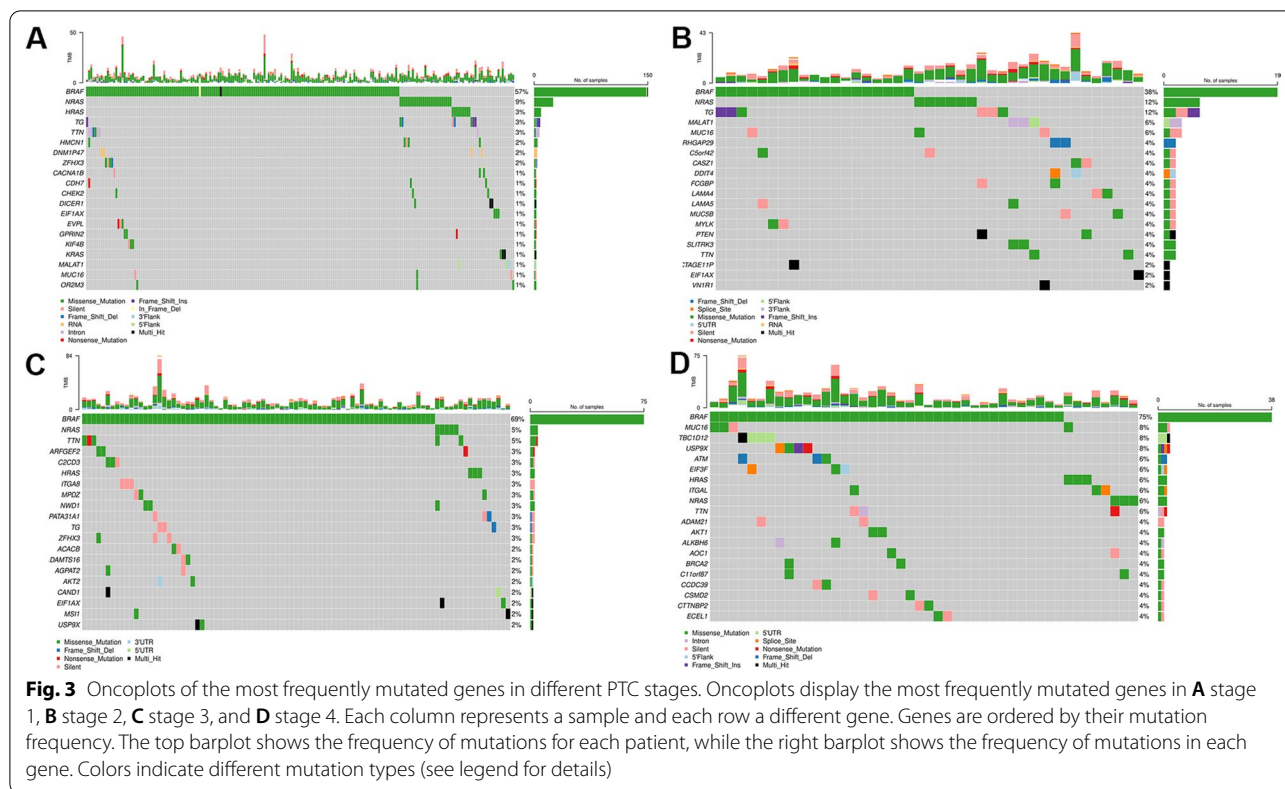 A
50
TMB
0
0
150
No. of samples
BRAF 57%
NRAS 9%
HRAS 3%
TG 3%
TTN 3%
HMCN1 2%
DNM1P47 2%
ZFHX3 2%
CACNA1B 1%
CDH7 1%
CHEK2 1%
DICER1 1%
EIF1AX 1%
EVPL 1%
GPRIN2 1%
KIF4B 1%
KRAS 1%
MALAT1 1%
MUC16 1%
OR2M3 1%
Missense_Mutation Frame_Shift_Ins
Silent In_Frame_Del
Frame_Shift_Del 3'Flank
RNA 5'Flank
Intron Multi_Hit
Nonsense_Mutation
B
43
TMB
0
0
19
No. of samples
BRAF 38%
NRAS 12%
TG 12%
MALAT1 6%
MUC16 6%
RHGAP29 4%
C5orf42 4%
CASZ1 4%
DDIT4 4%
FCGBP 4%
LAMA4 4%
LAMA5 4%
MUC5B 4%
MYLK 4%
PTEN 4%
SLITRK3 4%
TTN 4%
CTAGE11P 2%
EIF1AX 2%
VN1R1 2%
Frame_Shift_Del 5'Flank
Splice_Site 3'Flank
Missense_Mutation Frame_Shift_Ins
5'UTR RNA
Silent Multi_Hit
Nonsense_Mutation
C
84
TMB
0
0
75
No. of samples
BRAF 69%
NRAS 5%
TTN 5%
ARFGEF2 3%
C2CD3 3%
HRAS 3%
ITGA8 3%
MPDZ 3%
NWD1 3%
PATA31A1 3%
TG 3%
ZFHX3 3%
ACACB 2%
DAMTS16 2%
AGPAT2 2%
AKT2 2%
CAND1 2%
EIF1AX 2%
MSI1 2%
USP9X 2%
Missense_Mutation 3'UTR
Frame_Shift_Del 5'UTR
Nonsense_Mutation Multi_Hit
Silent
D
75
TMB
0
0
38
No. of samples
BRAF 75%
MUC16 8%
TBC1D12 8%
USP9X 8%
ATM 6%
EIF3F 6%
HRAS 6%
ITGAL 6%
NRAS 6%
TTN 6%
ADAM21 4%
AKT1 4%
ALKBH6 4%
AOC1 4%
BRCA2 4%
C11orf87 4%
CCDC39 4%
CSMD2 4%
CTTNBP2 4%
ECEL1 4%
Missense_Mutation 5'UTR
Intron Splice_Site
Silent Nonsense_Mutation
5'Flank Frame_Shift_Del
Frame_Shift_Ins Multi_Hit
Fig. 3 Oncoplots of the most frequently mutated genes in different PTC stages. Oncoplots display the most frequently mutated genes in A stage
1, B stage 2, C stage 3, and D stage 4. Each column represents a sample and each row a different gene. Genes are ordered by their mutation
frequency. The top barplot shows the frequency of mutations for each patient, while the right barplot shows the frequency of mutations in each
gene. Colors indicate different mutation types (see legend for details)